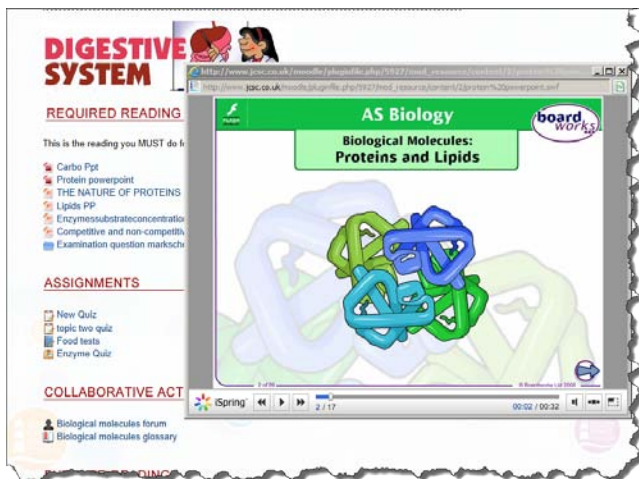 DIGESTIVE
SYSTEM
REQUIRED READING
This is the reading you MUST do fo
Carbo Ppt
Protein powerpoint
THE NATURE OF PROTEINS
Lipids PP
Enzymessubstrateconcentratio
Competitive and non-competitiv
Examination question marksche
ASSIGNMENTS
New Quiz
topic two quiz
Food tests
Enzyme Quiz
COLLABORATIVE ACT
Biological molecules forum
Biological molecules glossary
AS Biology
board
works
Biological Molecules:
Proteins and Lipids
iSpring
2 / 17
00:02 / 00:32